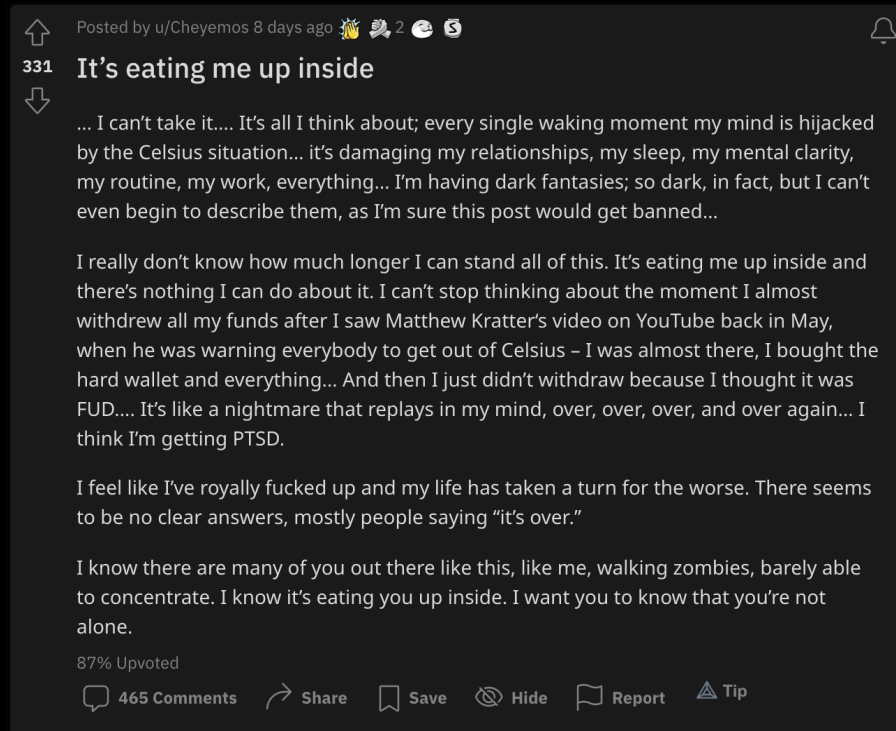 Posted by u/Cheyemos 8 days ago 2
331
It's eating me up inside
... I can't take it.... It's all I think about; every single waking moment my mind is hijacked
by the Celsius situation... it's damaging my relationships, my sleep, my mental clarity,
my routine, my work, everything... I'm having dark fantasies; so dark, in fact, but I can't
even begin to describe them, as I'm sure this post would get banned...
I really don't know how much longer I can stand all of this. It's eating me up inside and
there's nothing I can do about it. I can't stop thinking about the moment I almost
withdrew all my funds after I saw Matthew Kratter‘s video on YouTube back in May,
when he was warning everybody to get out of Celsius – I was almost there, I bought the
hard wallet and everything... And then I just didn't withdraw because I thought it was
FUD.... It's like a nightmare that replays in my mind, over, over, over, and over again... I
think I'm getting PTSD.
I feel like I've royally fucked up and my life has taken a turn for the worse. There seems
to be no clear answers, mostly people saying “it's over.”
I know there are many of you out there like this, like me, walking zombies, barely able
to concentrate. I know it's eating you up inside. I want you to know that you're not
alone.
87% Upvoted
465 Comments Share Save Hide Report Tip